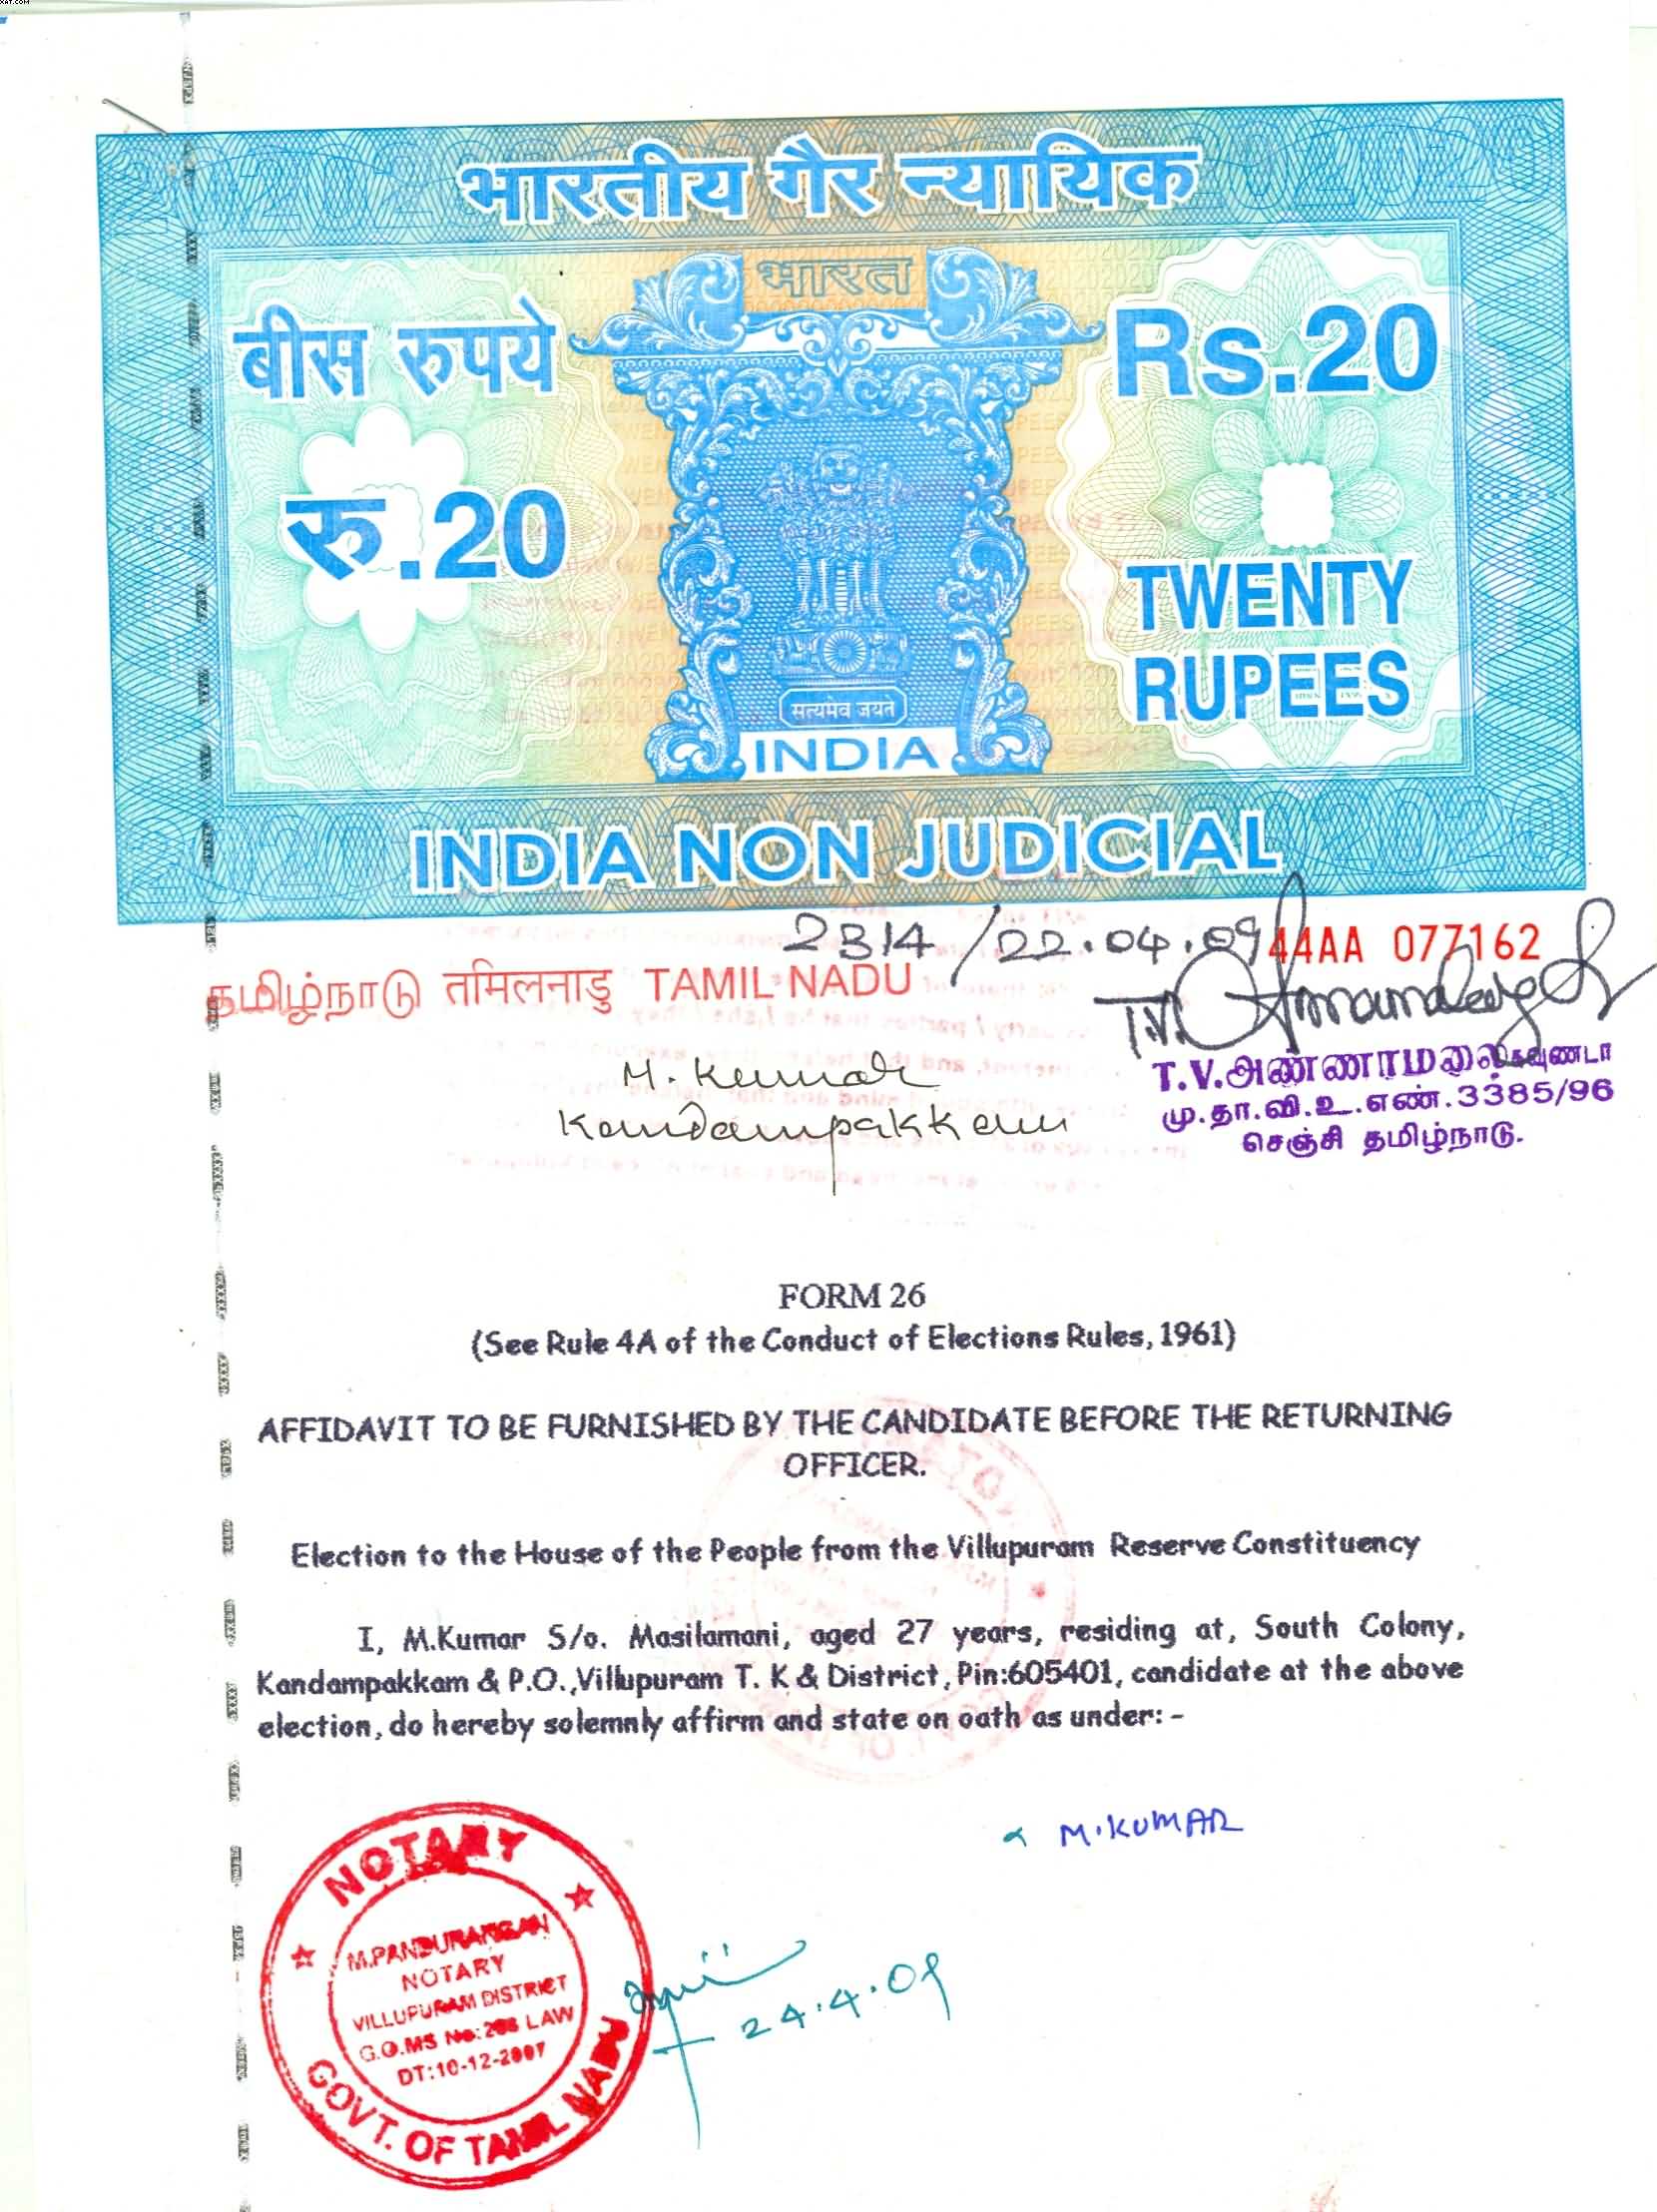 XAT.COM
भारतीय गैर न्यायिक
भारत
बीस रुपये
Rs.20
रु.20
TWENTY
RUPEES
सत्यमेव जयते
INDIA
INDIA NON JUDICIAL
2314 / 22.04.09 44AA 077162
தமிழ்நாடு तमिलनाडु TAMIL NADU
M. Kumar
Kandampakkam
T.V.அண்ணாமலை
மு.தா.வி.உ.எண்.3385/96
செஞ்சி தமிழ்நாடு.
FORM 26
(See Rule 4A of the Conduct of Elections Rules, 1961)
AFFIDAVIT TO BE FURNISHED BY THE CANDIDATE BEFORE THE RETURNING
OFFICER.
Election to the House of the People from the Villupuram Reserve Constituency
I, M.Kumar S/o. Masilamani, aged 27 years, residing at, South Colony,
Kandampakkam & P.O.,Villupuram T. K & District, Pin:605401, candidate at the above
election, do hereby solemnly affirm and state on oath as under: -
M.KUMAR
NOTARY
M.PANDURANGAN
NOTARY
VILLUPURAM DISTRICT
G.O.MS No: LAW
DT:10-12-2007
GOVT. OF TAMIL NADU
24.4.09